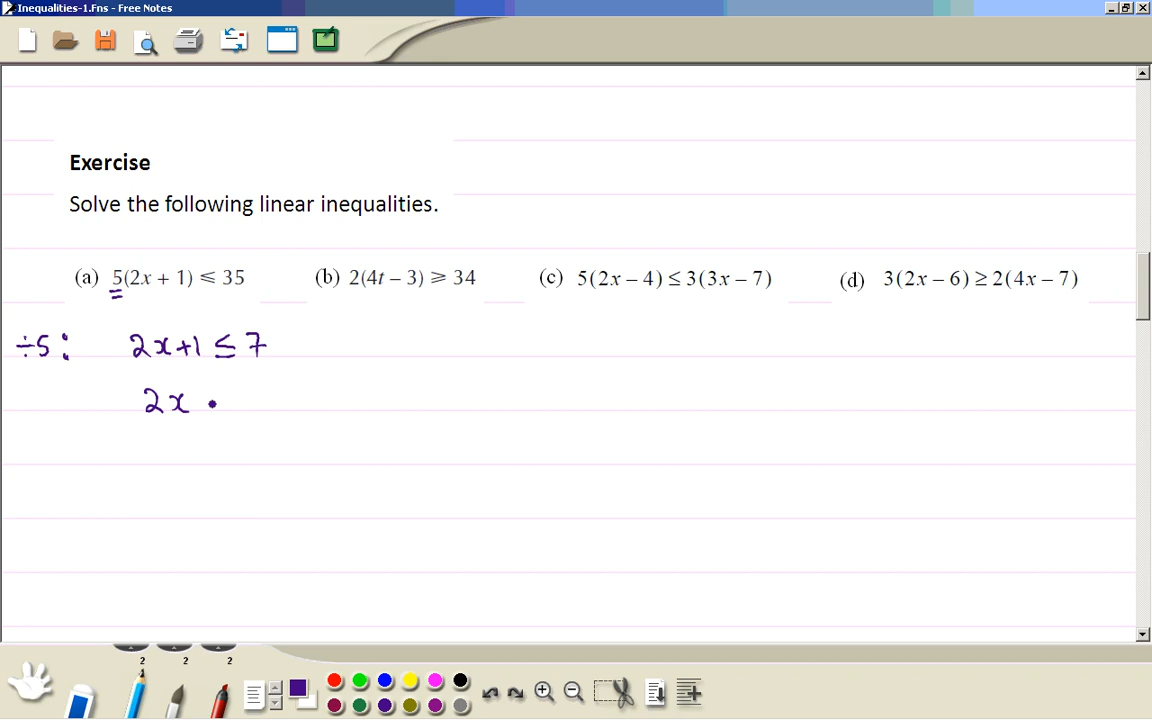 Inequalities-1.Fns - Free Notes
Exercise
Solve the following linear inequalities.
(a) 5(2x + 1) ⩽ 35 (b) 2(4t – 3) ⩾ 34 (c) 5(2x – 4) ≤ 3(3x – 7) (d) 3(2x – 6) ≥ 2(4x – 7)
÷5: 2x+1 ≤ 7
2x
2 2 2